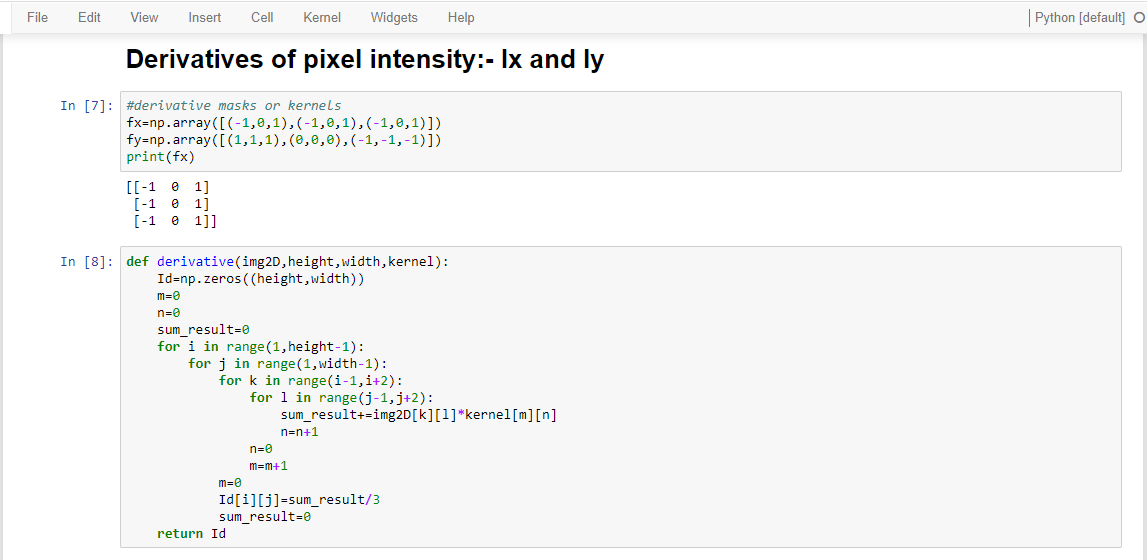 File Edit View Insert Cell Kernel Widgets Help Python [default]
Derivatives of pixel intensity:- Ix and Iy
In [7]: #derivative masks or kernels
fx=np.array([(-1,0,1),(-1,0,1),(-1,0,1)])
fy=np.array([(1,1,1),(0,0,0),(-1,-1,-1)])
print(fx)
[[-1 0 1]
[-1 0 1]
[-1 0 1]]
In [8]: def derivative(img2D,height,width,kernel):
Id=np.zeros((height,width))
m=0
n=0
sum_result=0
for i in range(1,height-1):
for j in range(1,width-1):
for k in range(i-1,i+2):
for l in range(j-1,j+2):
sum_result+=img2D[k][l]*kernel[m][n]
n=n+1
n=0
m=m+1
m=0
Id[i][j]=sum_result/3
sum_result=0
return Id